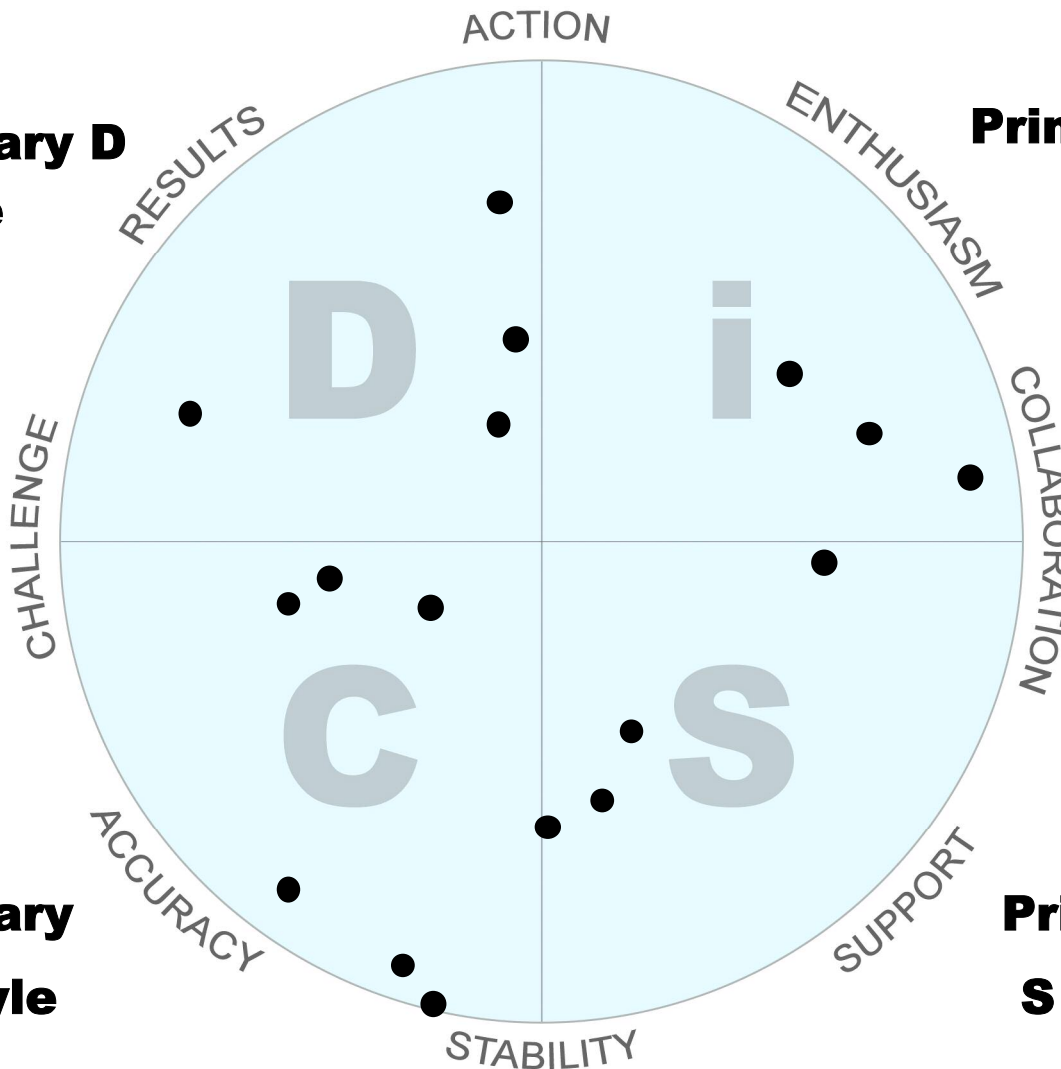 ACTION
RESULTS
ENTHUSIASM
ary D
Prin
e
D
i
CHALLENGE
COLLABORATION
C
S
ACCURACY
SUPPORT
ary
Pri
yle
S
STABILITY